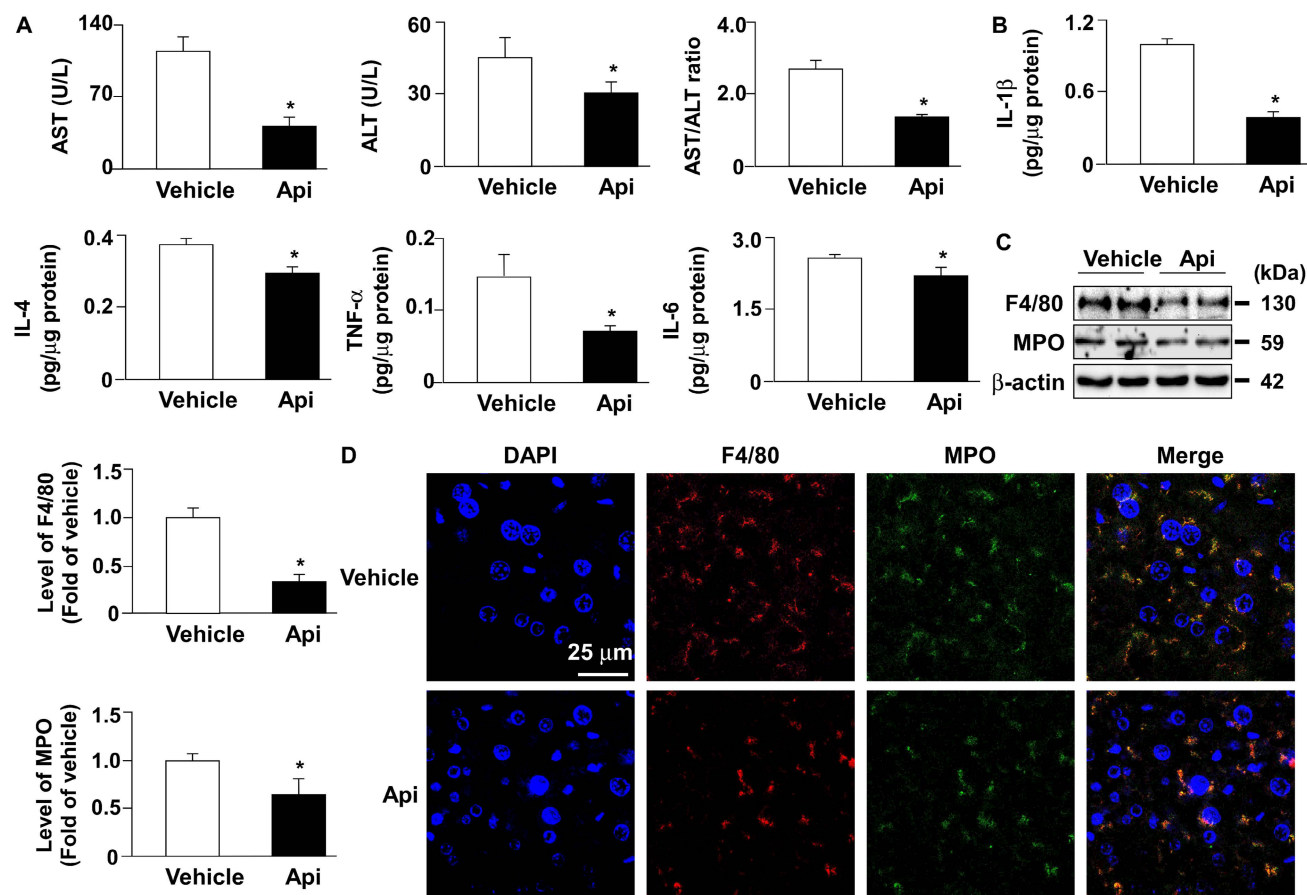 A
AST (U/L)
140
70
0
*
Vehicle Api
ALT (U/L)
60
30
0
*
Vehicle Api
AST/ALT ratio
4.0
2.0
0
*
Vehicle Api
B
IL-1β
(pg/μg protein)
1.2
0.6
0
*
Vehicle Api
IL-4
(pg/μg protein)
0.4
0.2
0
*
Vehicle Api
TNF-α
(pg/μg protein)
0.2
0.1
0
*
Vehicle Api
IL-6
(pg/μg protein)
3.0
1.5
0
*
Vehicle Api
C
Vehicle Api (kDa)
F4/80 130
MPO 59
β-actin 42
Level of F4/80
(Fold of vehicle)
1.5
1.0
0.5
0
*
Vehicle Api
Level of MPO
(Fold of vehicle)
1.5
1.0
0.5
0
*
Vehicle Api
D
DAPI F4/80 MPO Merge
Vehicle
25 μm
Api